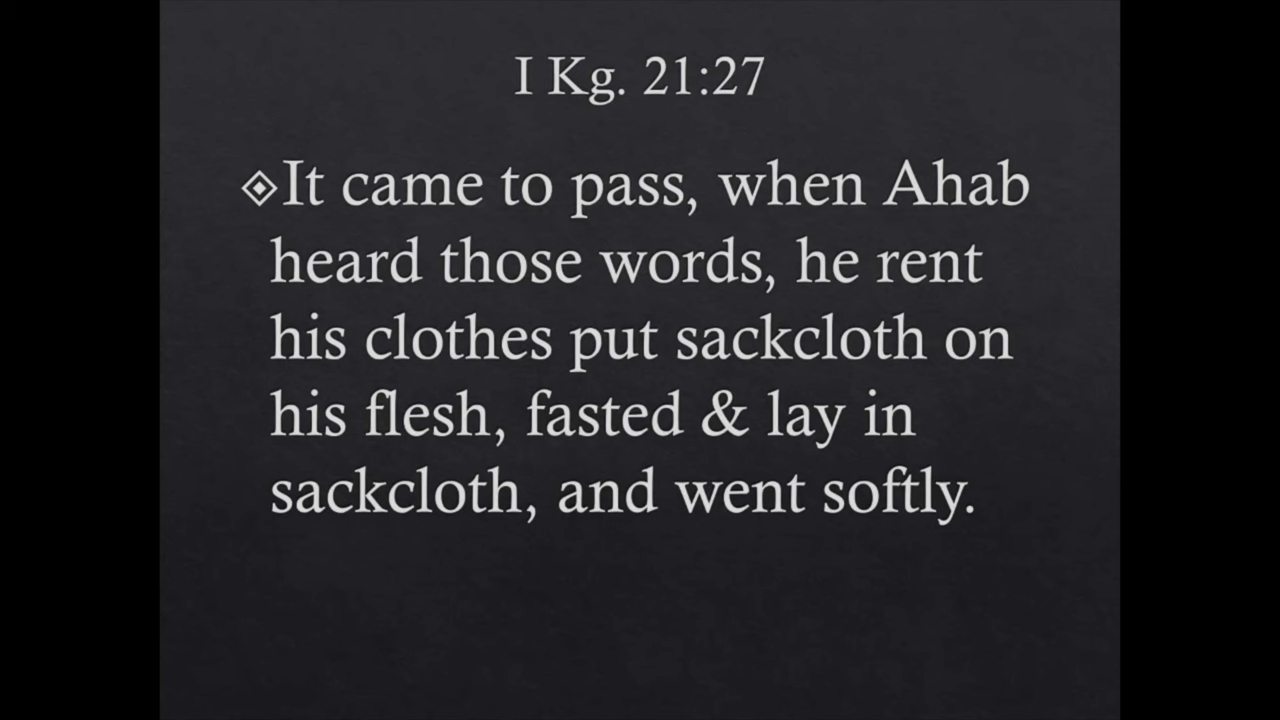 I Kg. 21:27
It came to pass, when Ahab
heard those words, he rent
his clothes put sackcloth on
his flesh, fasted & lay in
sackcloth, and went softly.